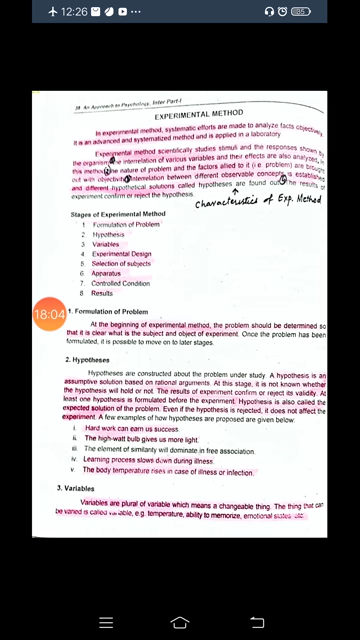 12:26
85
38 An Approach to Psychology, Inter Part-I
EXPERIMENTAL METHOD
In experimental method, systematic efforts are made to analyze facts objectively.
It is an advanced and systematized method and is applied in a laboratory
Experimental method scientifically studies stimuli and the responses shown by
the organism. The interrelation of various variables and their effects are also analyzed. In
this method, the nature of problem and the factors allied to it (i.e. problem) are brought
out with objectivity. Interrelation between different observable concepts is established
and different hypothetical solutions called hypotheses are found out. The results of
experiment confirm or reject the hypothesis.
Characteristics of Exp. Method
Stages of Experimental Method
1 Formulation of Problem
2 Hypothesis
3 Variables
4 Experimental Design
5 Selection of subjects
6 Apparatus
7 Controlled Condition
8 Results
18:04
1. Formulation of Problem
At the beginning of experimental method, the problem should be determined so
that it is clear what is the subject and object of experiment. Once the problem has been
formulated, it is possible to move on to later stages.
2. Hypotheses
Hypotheses are constructed about the problem under study. A hypothesis is an
assumptive solution based on rational arguments. At this stage, it is not known whether
the hypothesis will hold or not. The results of experiment confirm or reject its validity. At
least one hypothesis is formulated before the experiment. Hypothesis is also called the
expected solution of the problem. Even if the hypothesis is rejected, it does not affect the
experiment. A few examples of how hypotheses are proposed are given below:
i. Hard work can earn us success.
ii. The high-watt bulb gives us more light.
iii. The element of similarity will dominate in free association.
iv. Learning process slows down during illness.
v. The body temperature rises in case of illness or infection.
3. Variables
Variables are plural of variable which means a changeable thing. The thing that can
be varied is called variable, e.g. temperature, ability to memorize, emotional states etc.